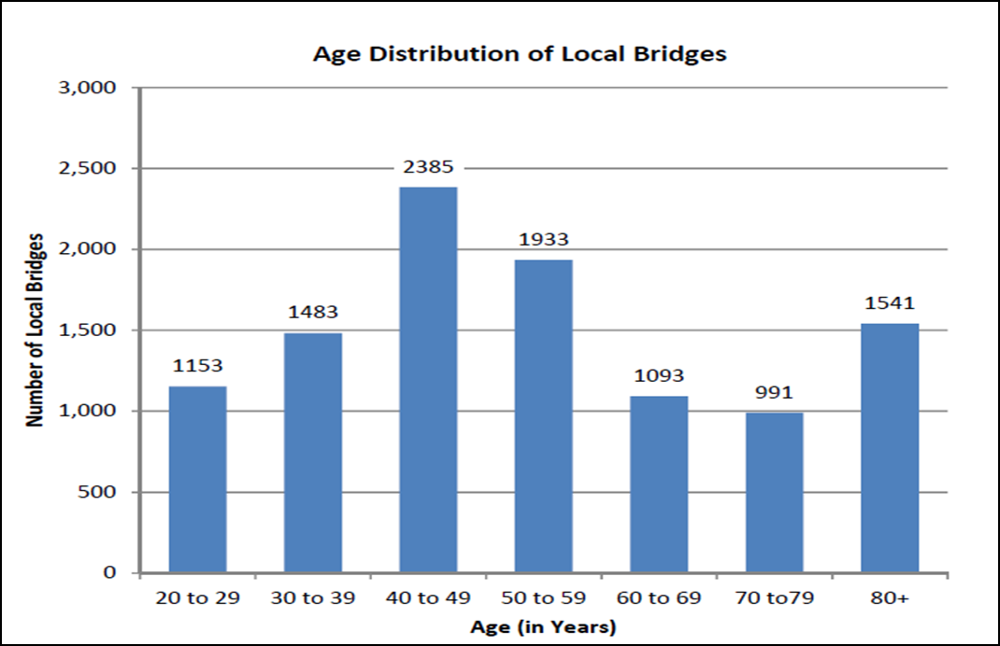 Age Distribution of Local Bridges
Number of Local Bridges
3,000
2,500
2,000
1,500
1,000
500
0
1153
1483
2385
1933
1093
991
1541
20 to 29
30 to 39
40 to 49
50 to 59
60 to 69
70 to79
80+
Age (in Years)